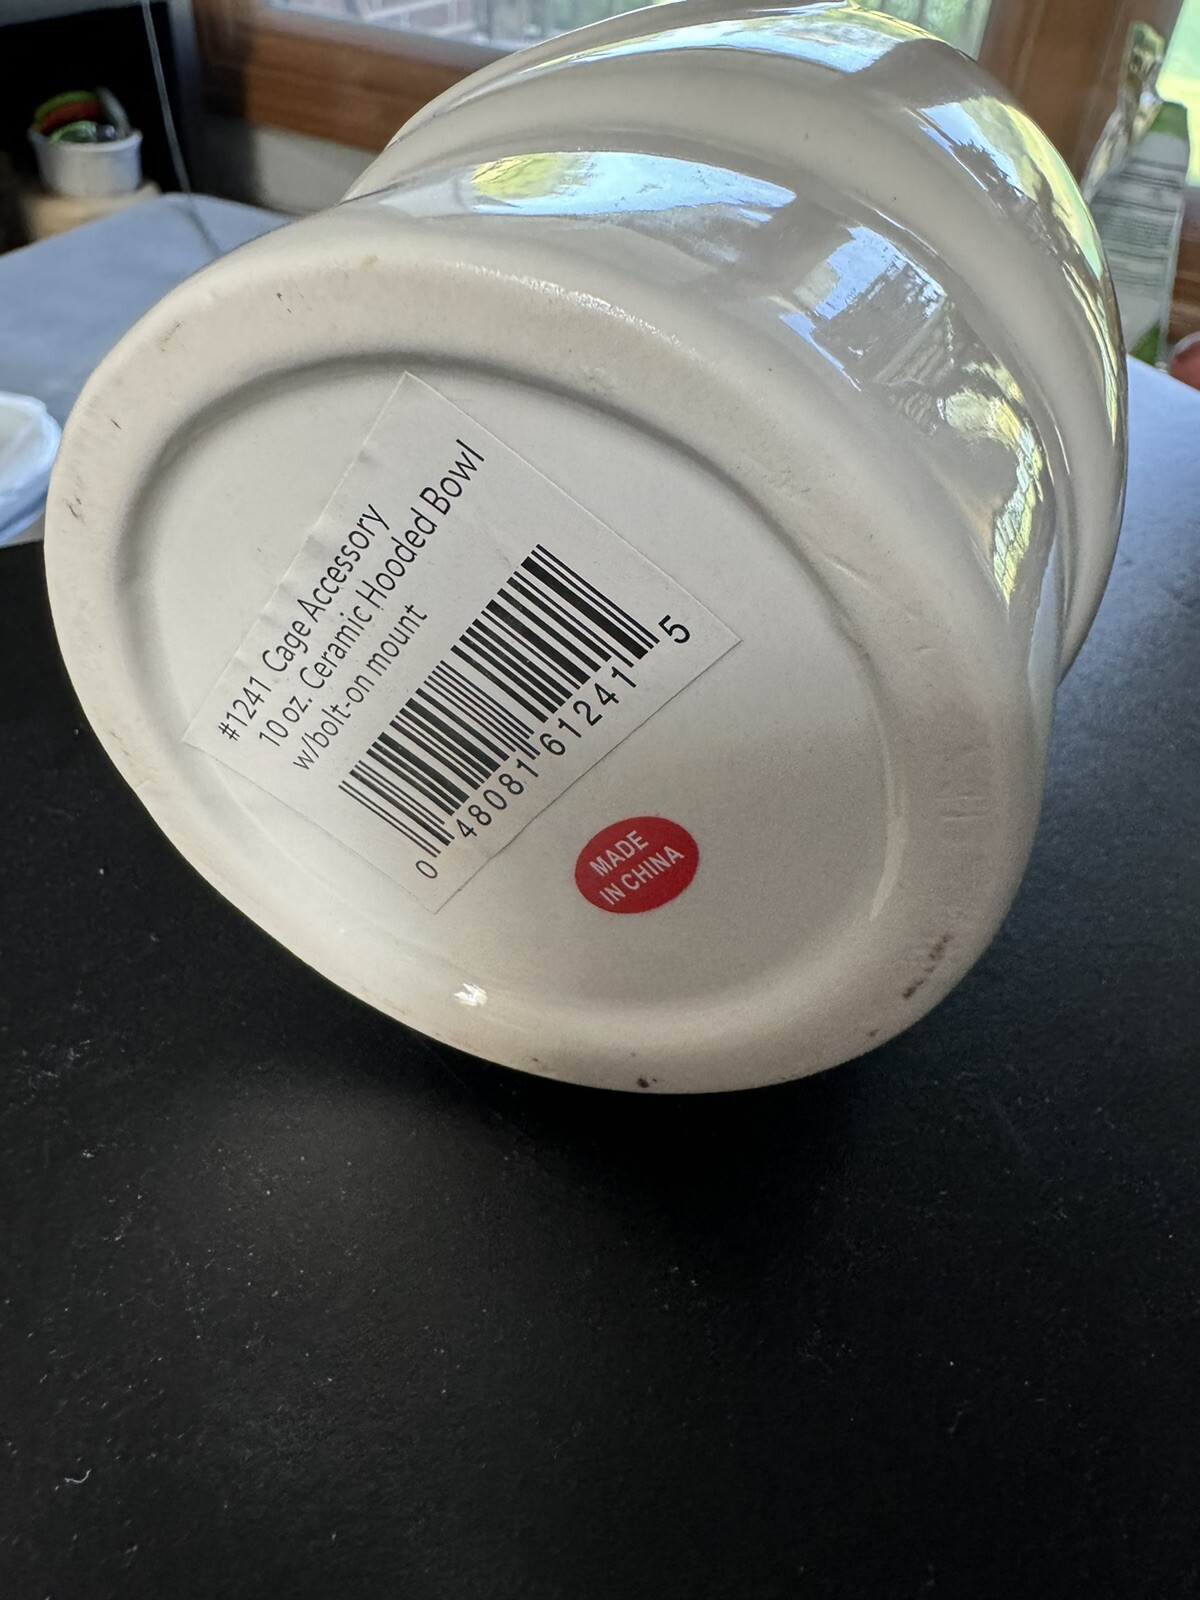 #1241 Cage Accessory
10 oz. Ceramic Hooded Bowl
w/bolt-on mount
0 48081 61241 5
MADE
IN CHINA